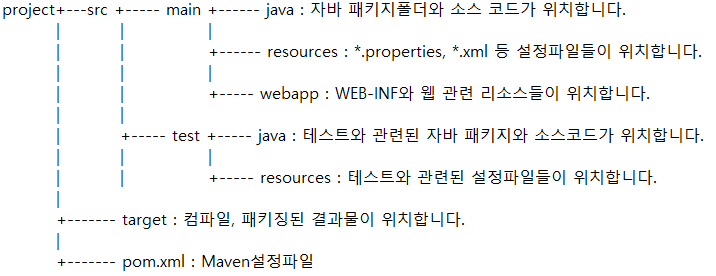 project+---src +----- main +------ java : 자바 패키지폴더와 소스 코드가 위치합니다.
+------ resources : *.properties, *.xml 등 설정파일들이 위치합니다.
+----- webapp : WEB-INF와 웹 관련 리소스들이 위치합니다.
+----- test +----- java : 테스트와 관련된 자바 패키지와 소스코드가 위치합니다.
+----- resources : 테스트와 관련된 설정파일들이 위치합니다.
+------- target : 컴파일, 패키징된 결과물이 위치합니다.
+------- pom.xml : Maven설정파일